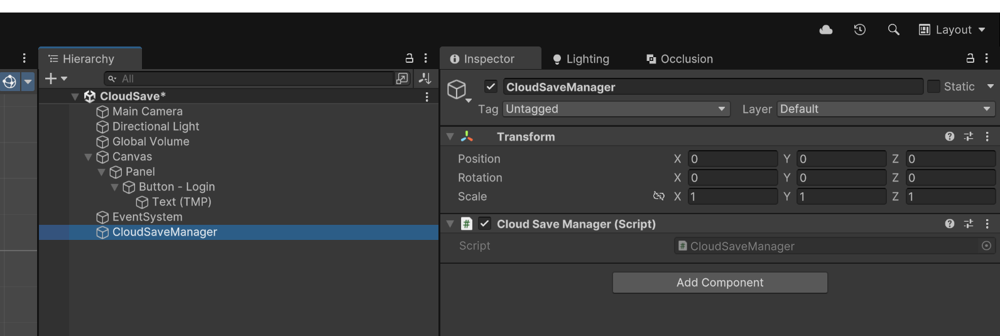 Layout
Hierarchy
Inspector
Lighting
Occlusion
All
CloudSave*
Main Camera
Directional Light
Global Volume
Canvas
Panel
Button - Login
Text (TMP)
EventSystem
CloudSaveManager
CloudSaveManager
Static
Tag Untagged
Layer Default
Transform
Position X 0 Y 0 Z 0
Rotation X 0 Y 0 Z 0
Scale X 1 Y 1 Z 1
# Cloud Save Manager (Script)
Script # CloudSaveManager
Add Component